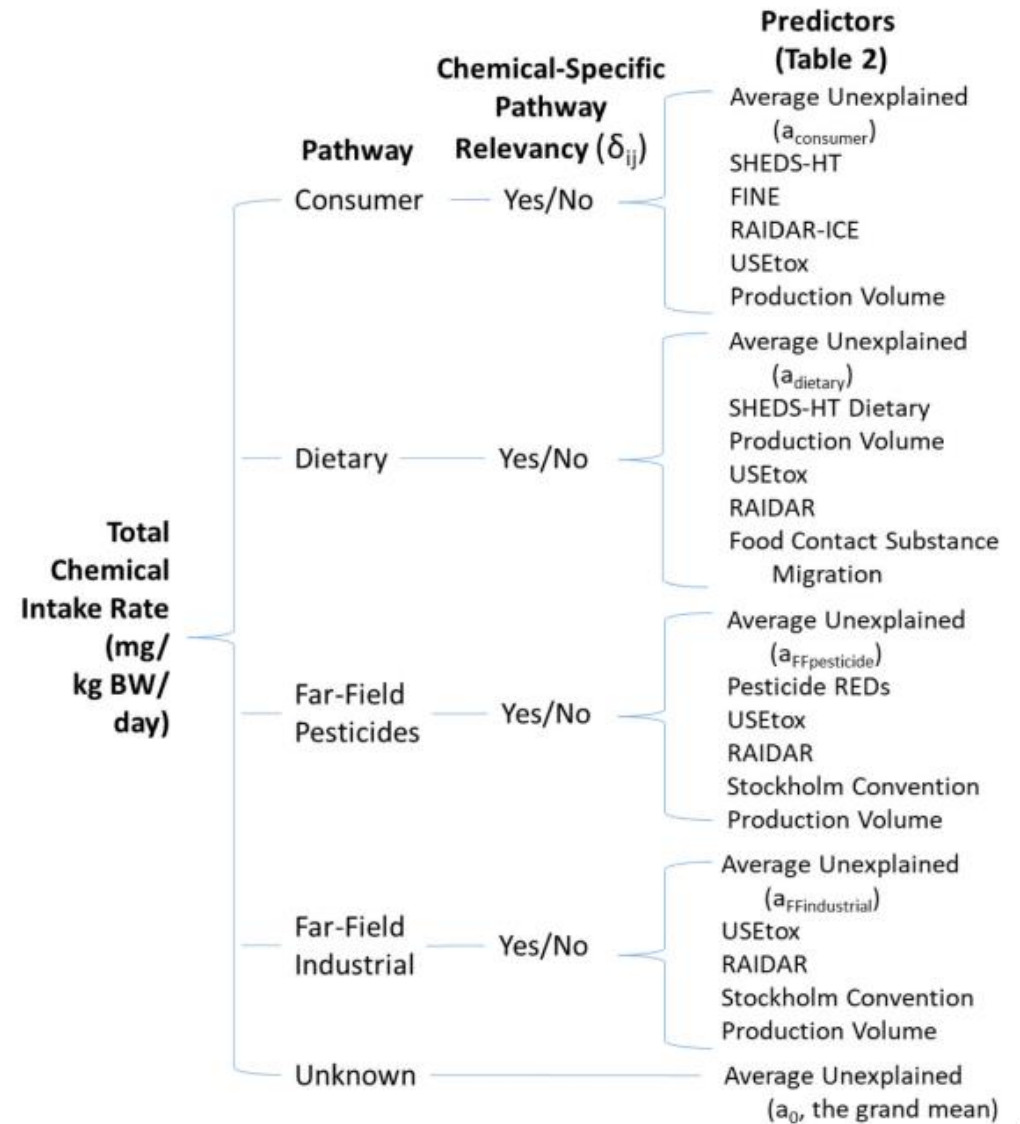 Predictors
(Table 2)
Chemical-Specific
Pathway
Relevancy (δij)
Pathway
Total
Chemical
Intake Rate
(mg/
kg BW/
day)
Consumer
Yes/No
Average Unexplained
(aconsumer)
SHEDS-HT
FINE
RAIDAR-ICE
USEtox
Production Volume
Dietary
Yes/No
Average Unexplained
(adietary)
SHEDS-HT Dietary
Production Volume
USEtox
RAIDAR
Food Contact Substance
Migration
Far-Field
Pesticides
Yes/No
Average Unexplained
(aFFpesticide)
Pesticide REDs
USEtox
RAIDAR
Stockholm Convention
Production Volume
Far-Field
Industrial
Yes/No
Average Unexplained
(aFFindustrial)
USEtox
RAIDAR
Stockholm Convention
Production Volume
Unknown
Average Unexplained
(a0, the grand mean)